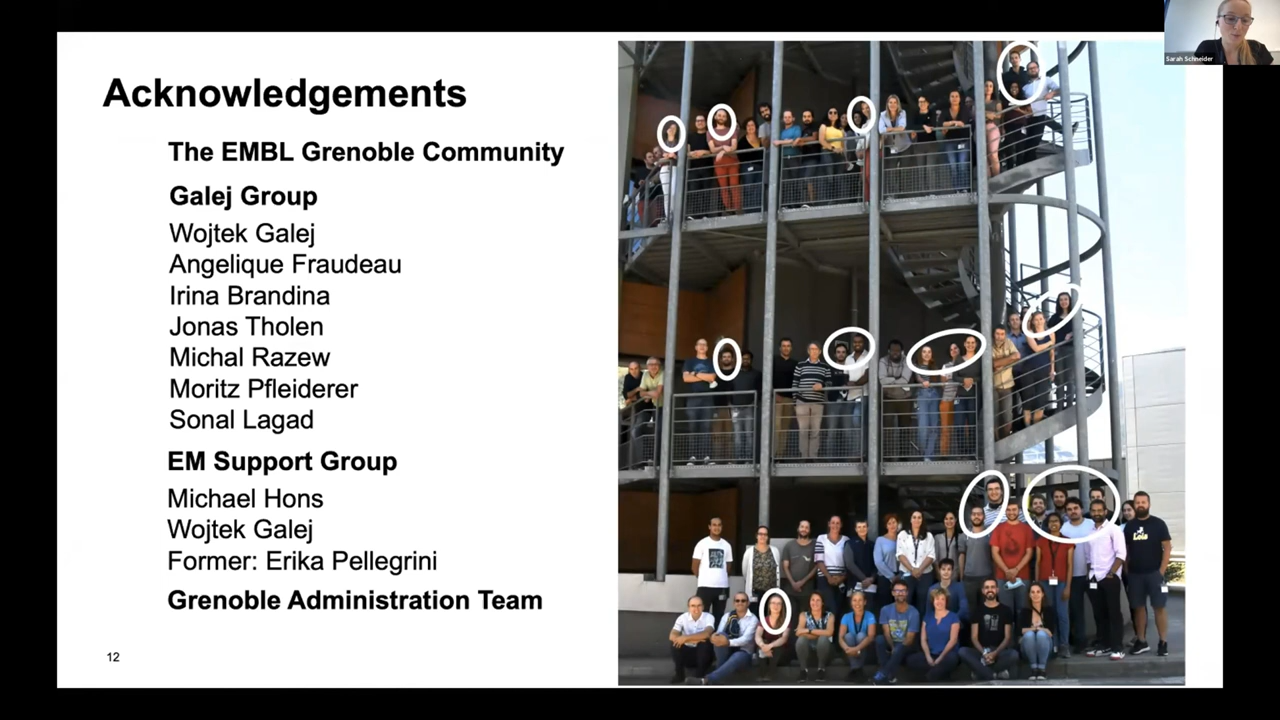 Sarah Schneider
Acknowledgements
The EMBL Grenoble Community
Galej Group
Wojtek Galej
Angelique Fraudeau
Irina Brandina
Jonas Tholen
Michal Razew
Moritz Pfleiderer
Sonal Lagad
EM Support Group
Michael Hons
Wojtek Galej
Former: Erika Pellegrini
Grenoble Administration Team
12
Lois